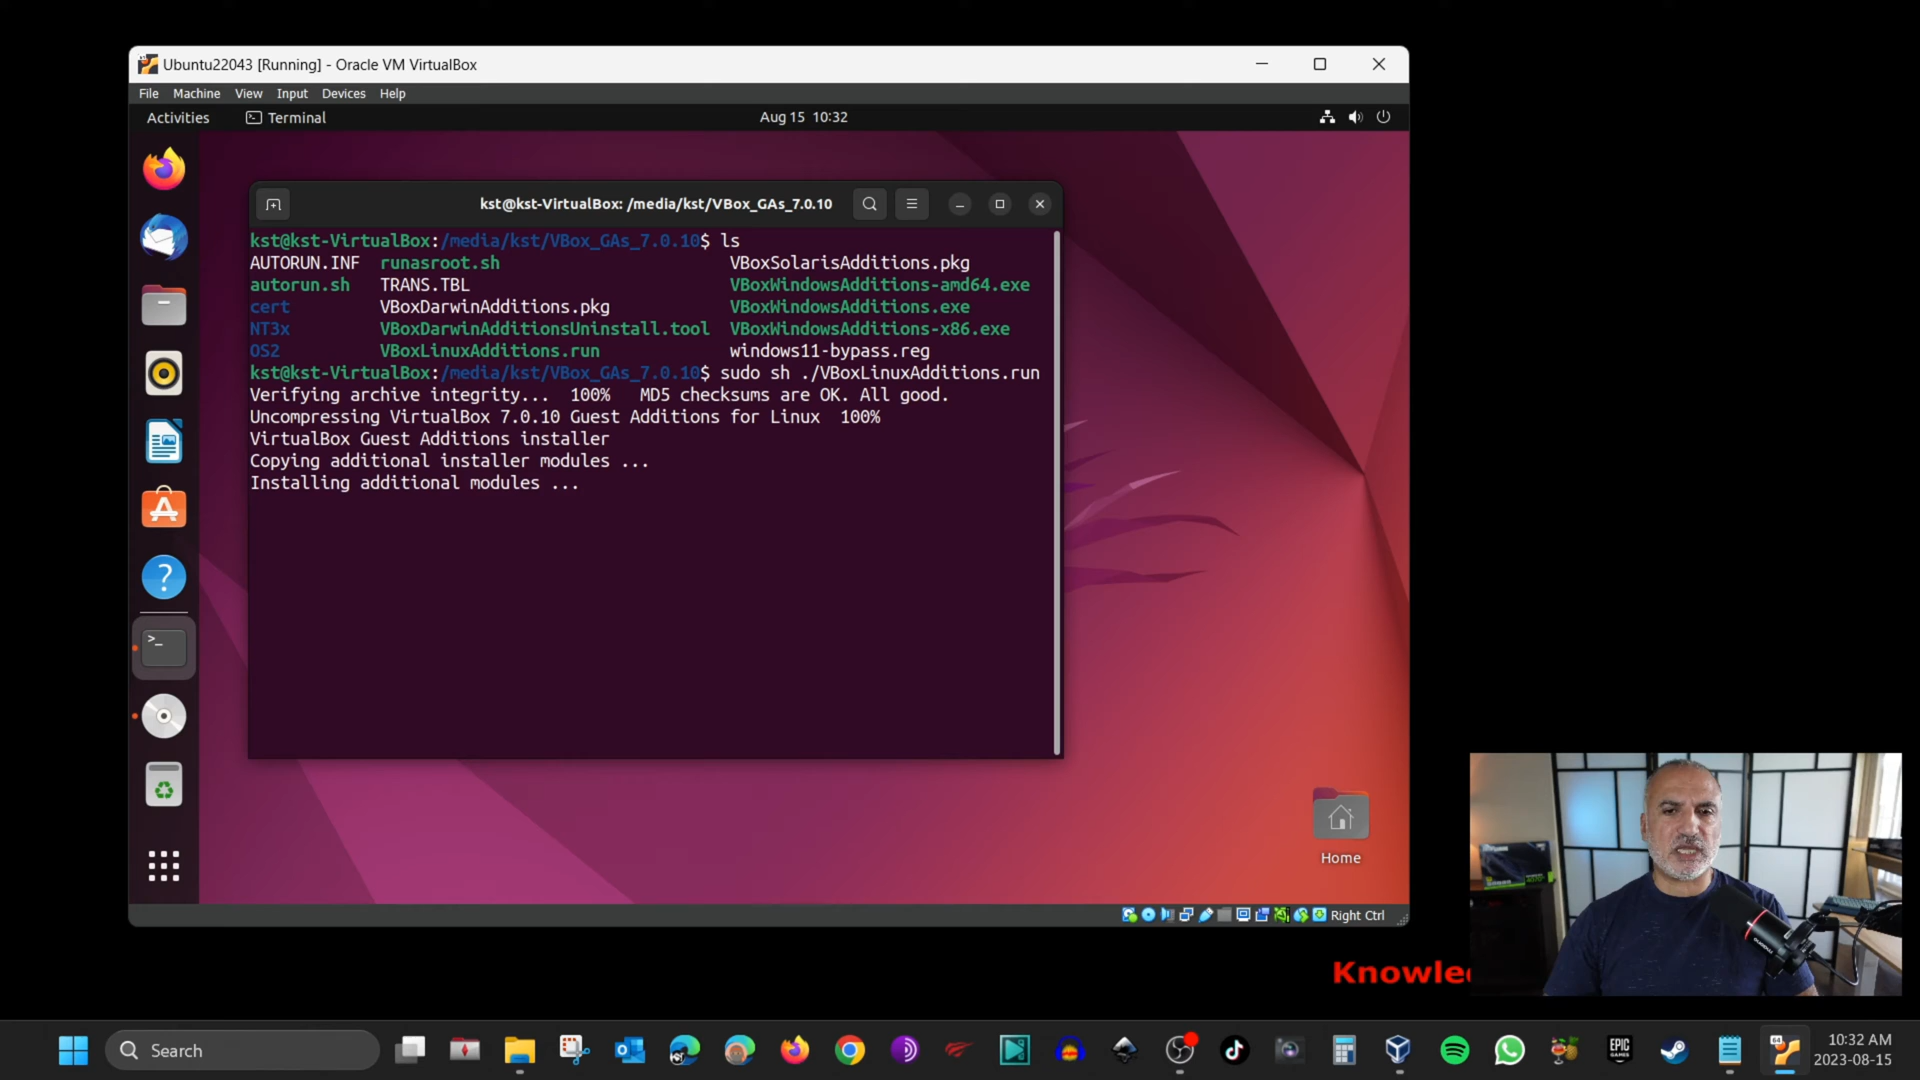 Ubuntu22043 [Running] - Oracle VM VirtualBox
File Machine View Input Devices Help
Activities Terminal Aug 15 10:32
kst@kst-VirtualBox: /media/kst/VBox_GAs_7.0.10
kst@kst-VirtualBox:/media/kst/VBox_GAs_7.0.10$ ls
AUTORUN.INF runasroot.sh VBoxSolarisAdditions.pkg
autorun.sh TRANS.TBL VBoxWindowsAdditions-amd64.exe
cert VBoxDarwinAdditions.pkg VBoxWindowsAdditions.exe
NT3x VBoxDarwinAdditionsUninstall.tool VBoxWindowsAdditions-x86.exe
OS2 VBoxLinuxAdditions.run windows11-bypass.reg
kst@kst-VirtualBox:/media/kst/VBox_GAs_7.0.10$ sudo sh ./VBoxLinuxAdditions.run
Verifying archive integrity... 100% MD5 checksums are OK. All good.
Uncompressing VirtualBox 7.0.10 Guest Additions for Linux 100%
VirtualBox Guest Additions installer
Copying additional installer modules ...
Installing additional modules ...
Home
Right Ctrl
Search
EPIC
GAMES
10:32 AM
2023-08-15